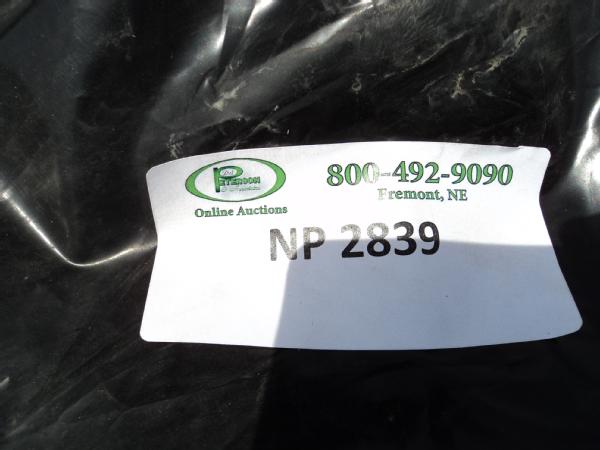 PETERSON
800-492-9090
Fremont, NE
Online Auctions
NP 2839